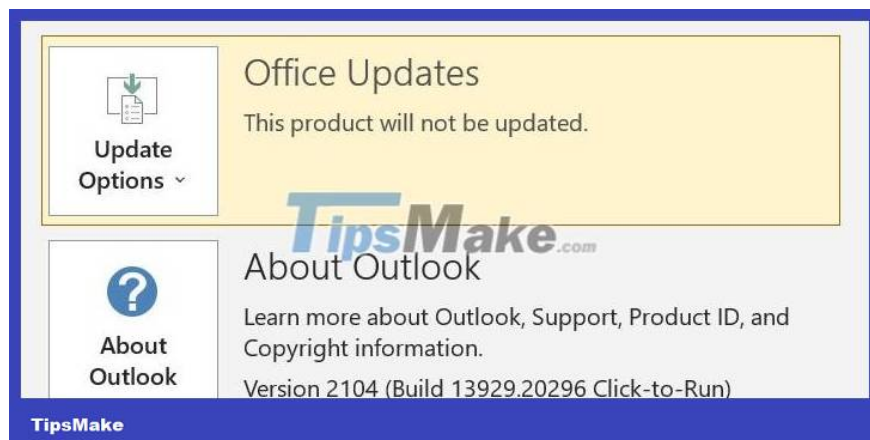 Office Updates
This product will not be updated.
Update
Options
TipsMake.com
About Outlook
Learn more about Outlook, Support, Product ID, and
Copyright information.
Version 2104 (Build 13929.20296 Click-to-Run)
About
Outlook
TipsMake